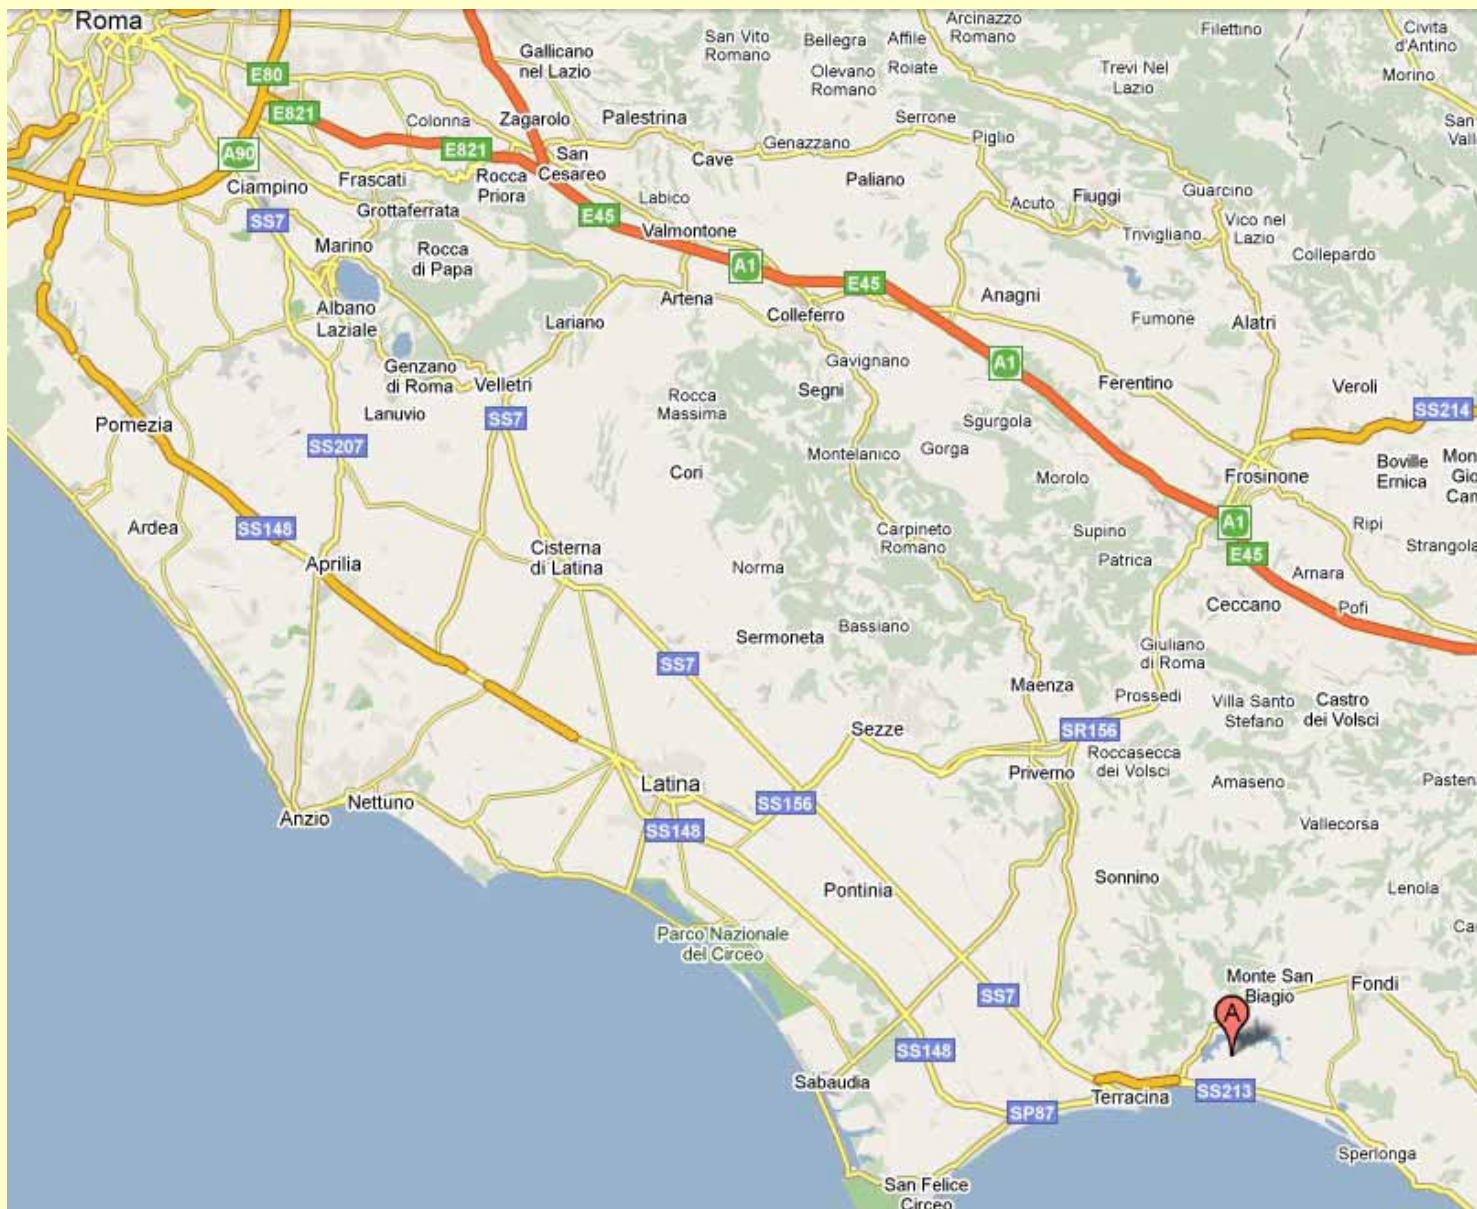 Roma
Gallicano
nel Lazio
San Vito
Romano
Bellegra
Affile
Roiate
Arcinazzo
Romano
Filettino
Civita
d'Antino
E80
Olevano
Romano
Trevi Nel
Lazio
Morino
E821
Colonna
Zagarolo
Palestrina
Serrone
San
Vall
A90
E821
San
Cesareo
Cave
Genazzano
Piglio
Ciampino
Frascati
Rocca
Priora
Labico
Paliano
Acuto
Fiuggi
Guarcino
SS7
Grottaferrata
E45
Valmontone
Trivigliano
Vico nel
Lazio
Marino
Rocca
di Papa
A1
E45
Collepardo
Albano
Laziale
Lariano
Artena
Colleferro
Anagni
Fumone
Alatri
Genzano
di Roma
Velletri
Gavignano
A1
Ferentino
Veroli
Pomezia
Lanuvio
SS7
Rocca
Massima
Segni
Sgurgola
SS214
SS207
Cori
Montelanico
Gorga
Morolo
Frosinone
Boville
Ernica
Mon
Gio
Cam
Ardea
SS148
Aprilia
Cisterna
di Latina
Norma
Carpineto
Romano
Supino
Patrica
A1
E45
Ripi
Strangola
Arnara
Sermoneta
Bassiano
Ceccano
Pofi
SS7
Giuliano
di Roma
Maenza
Prossedi
Villa Santo
Stefano
Castro
dei Volsci
Sezze
SR156
Roccasecca
dei Volsci
Priverno
Amaseno
Pasten
Anzio
Nettuno
Latina
SS156
SS148
Vallecorsa
Pontinia
Sonnino
Lenola
Parco Nazionale
del Circeo
Ca
SS7
Monte San
Biagio
Fondi
A
SS148
Sabaudia
Terracina
SS213
SP87
Sperlonga
San Felice
Circeo